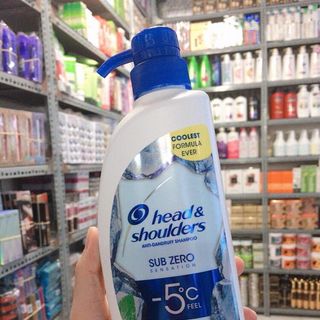 COOLEST
FORMULA
EVER
head &
shoulders
ANTI-DANDRUFF SHAMPOO
SUB ZERO
SENSATION
-5°C
FEEL